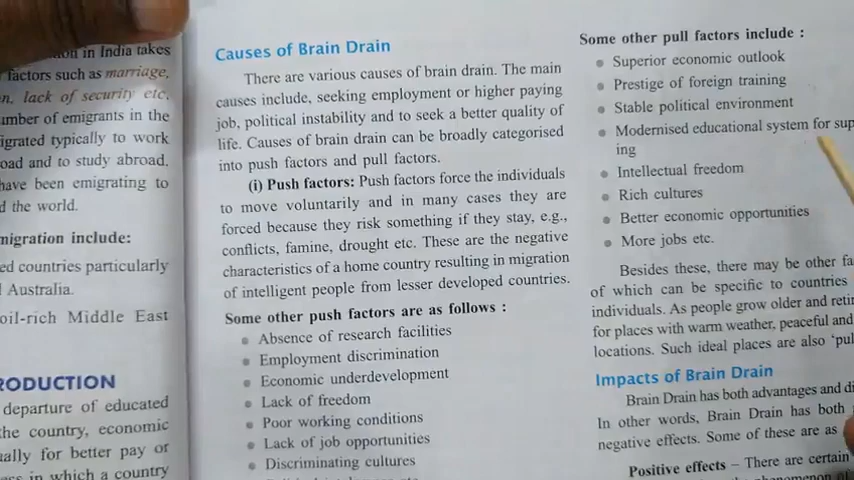 in India takes
factors such as marriage,
lack of security etc.
umber of emigrants in the
igrated typically to work
oad and to study abroad.
have been emigrating to
d the world.
migration include:
ed countries particularly
Australia.
oil-rich Middle East
RODUCTION
departure of educated
the country, economic
ually for better pay or
in which a country
Causes of Brain Drain
There are various causes of brain drain. The main
causes include, seeking employment or higher paying
job, political instability and to seek a better quality of
life. Causes of brain drain can be broadly categorised
into push factors and pull factors.
(i) Push factors: Push factors force the individuals
to move voluntarily and in many cases they are
forced because they risk something if they stay, e.g.,
conflicts, famine, drought etc. These are the negative
characteristics of a home country resulting in migration
of intelligent people from lesser developed countries.
Some other push factors are as follows :
Absence of research facilities
Employment discrimination
Economic underdevelopment
Lack of freedom
Poor working conditions
Lack of job opportunities
Discriminating cultures
Some other pull factors include :
Superior economic outlook
Prestige of foreign training
Stable political environment
Modernised educational system for sup
ing
Intellectual freedom
Rich cultures
Better economic opportunities
More jobs etc.
Besides these, there may be other fa
of which can be specific to countries
individuals. As people grow older and retir
for places with warm weather, peaceful and
locations. Such ideal places are also 'pul
Impacts of Brain Drain
Brain Drain has both advantages and di
In other words, Brain Drain has both
negative effects. Some of these are as
Positive effects – There are certain